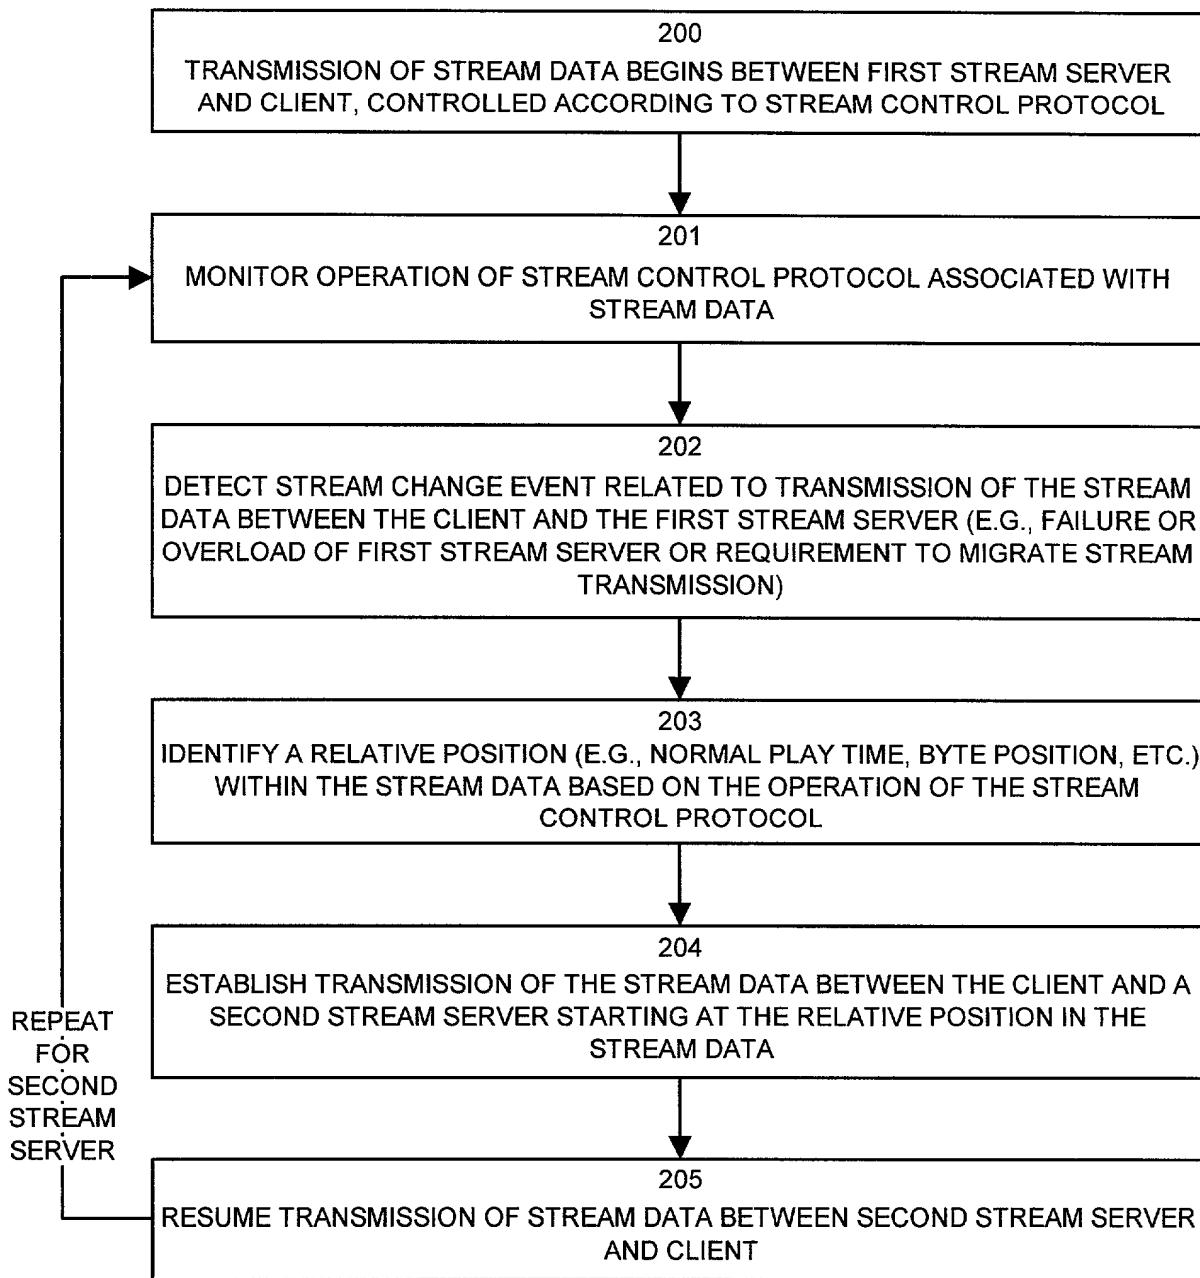 200
TRANSMISSION OF STREAM DATA BEGINS BETWEEN FIRST STREAM SERVER
AND CLIENT, CONTROLLED ACCORDING TO STREAM CONTROL PROTOCOL
201
MONITOR OPERATION OF STREAM CONTROL PROTOCOL ASSOCIATED WITH
STREAM DATA
202
DETECT STREAM CHANGE EVENT RELATED TO TRANSMISSION OF THE STREAM
DATA BETWEEN THE CLIENT AND THE FIRST STREAM SERVER (E.G., FAILURE OR
OVERLOAD OF FIRST STREAM SERVER OR REQUIREMENT TO MIGRATE STREAM
TRANSMISSION)
203
IDENTIFY A RELATIVE POSITION (E.G., NORMAL PLAY TIME, BYTE POSITION, ETC.)
WITHIN THE STREAM DATA BASED ON THE OPERATION OF THE STREAM
CONTROL PROTOCOL
204
ESTABLISH TRANSMISSION OF THE STREAM DATA BETWEEN THE CLIENT AND A
SECOND STREAM SERVER STARTING AT THE RELATIVE POSITION IN THE
STREAM DATA
REPEAT
FOR
SECOND
STREAM
SERVER
205
RESUME TRANSMISSION OF STREAM DATA BETWEEN SECOND STREAM SERVER
AND CLIENT